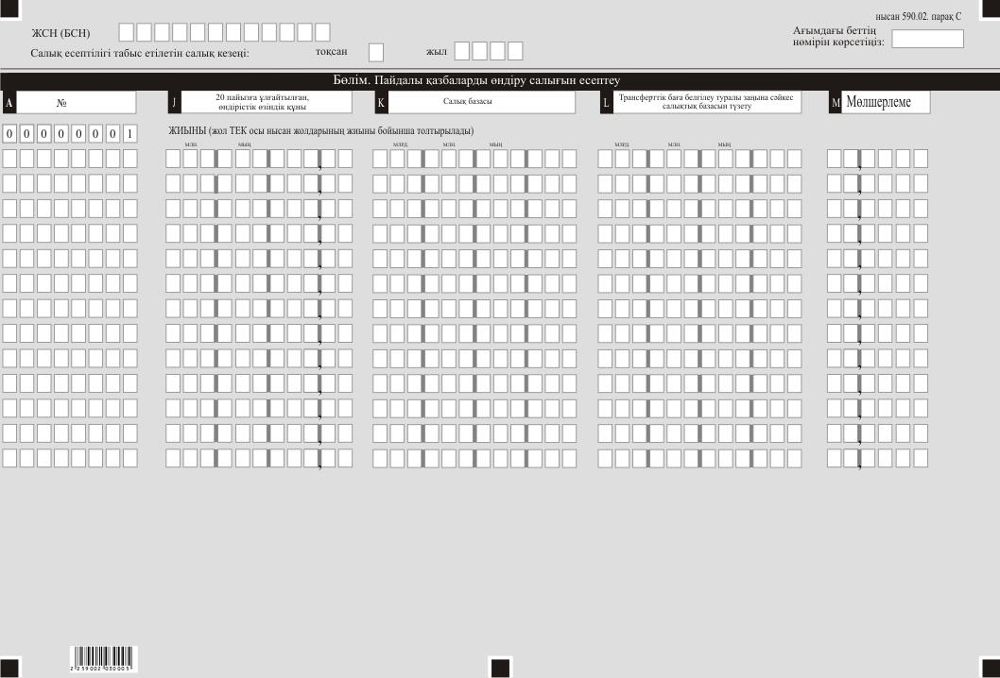 нысан 590.02. парақ С
ЖСН (БСН)
Ағымдағы беттің
нөмірін көрсетіңіз:
Салық есептілігі табыс етілетін салық кезеңі: тоқсан жыл
Бөлім. Пайдалы қазбаларды өндіру салығын есептеу
A № J 20 пайызға ұлғайтылған, өндірістік өзіндік құны K Салық базасы L Трансферттік баға белгілеу туралы заңына сәйкес салықтық базасын түзету M Мөлшерлеме
0 0 0 0 0 0 0 1 ЖИЫНЫ (жол ТЕК осы нысан жолдарының жиыны бойынша толтырылады)
млн. мың млрд. млн. мың млрд. млн. мың
2 259002 030005